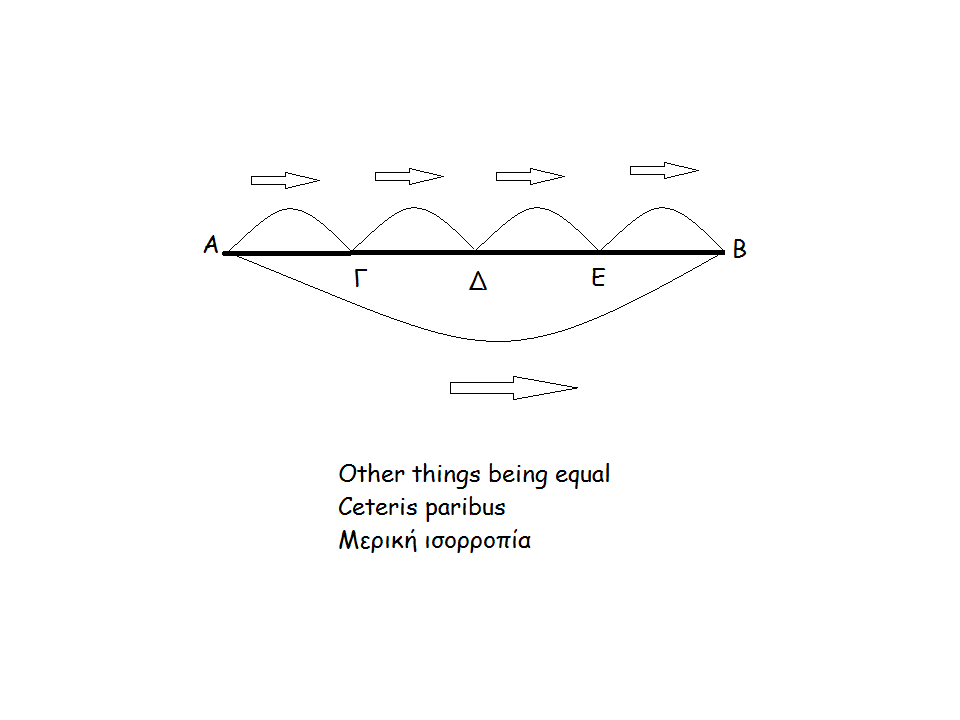 Α
Β
Γ
Δ
Ε
Other things being equal
Ceteris paribus
Μερική ισορροπία